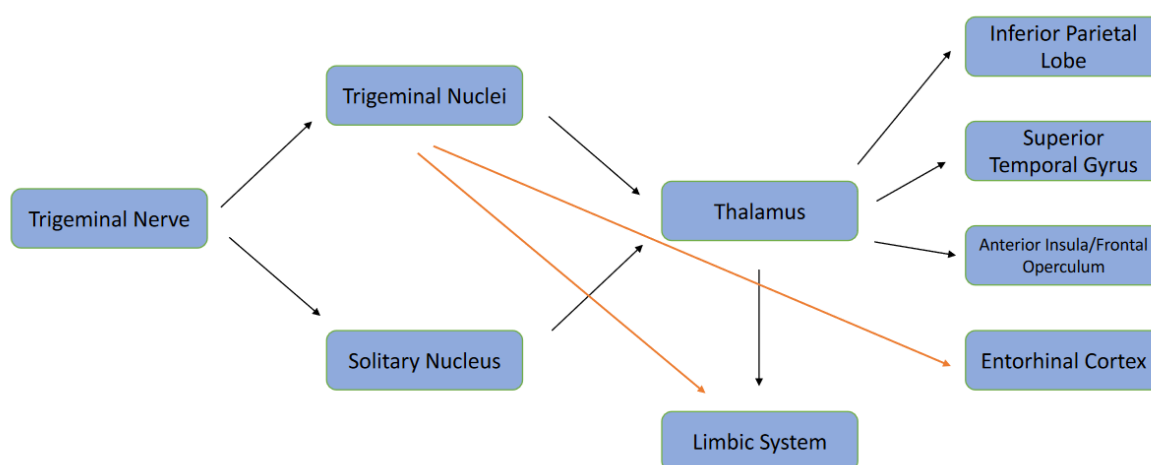 Inferior Parietal
Lobe
Trigeminal Nuclei
Superior
Temporal Gyrus
Trigeminal Nerve
Thalamus
Anterior Insula/Frontal
Operculum
Solitary Nucleus
Entorhinal Cortex
Limbic System